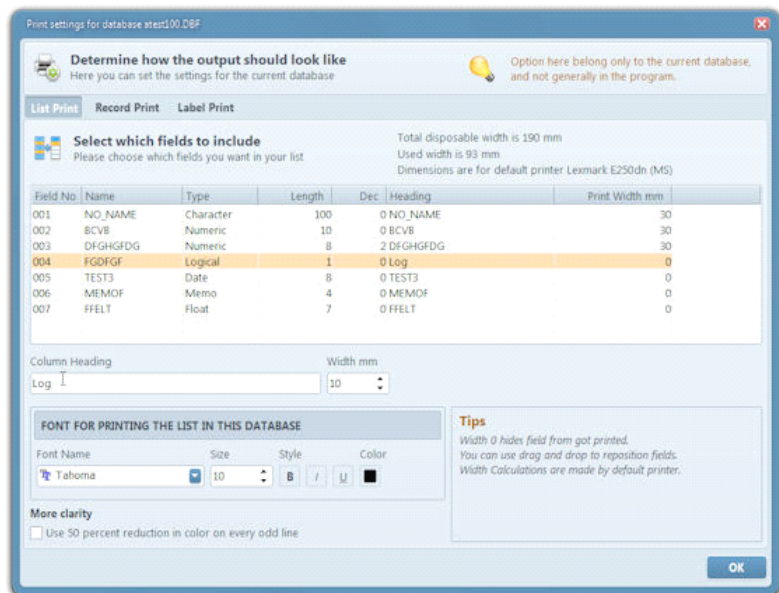 Print settings for database atest100.DBF
Determine how the output should look like
Here you can set the settings for the current database
Option here belong only to the current database,
and not generally in the program.
List Print Record Print Label Print
Select which fields to include
Please choose which fields you want in your list
Total disposable width is 190 mm
Used width is 93 mm
Dimensions are for default printer Lexmark E250dn (MS)
Field No Name Type Length Dec Heading Print Width mm
001 NO_NAME Character 100 0 NO_NAME 30
002 BCVB Numeric 10 0 BCVB 30
003 DFGHGFDG Numeric 8 2 DFGHGFDG 30
004 FGDFGF Logical 1 0 Log 0
005 TEST3 Date 8 0 TEST3 0
006 MEMOF Memo 4 0 MEMOF 0
007 FFELT Float 7 0 FFELT 0
Column Heading Width mm
Log 10
FONT FOR PRINTING THE LIST IN THIS DATABASE
Font Name Size Style Color
Tahoma 10 B I U
Tips
Width 0 hides field from got printed.
You can use drag and drop to reposition fields.
Width Calculations are made by default printer.
More clarity
Use 50 percent reduction in color on every odd line
OK